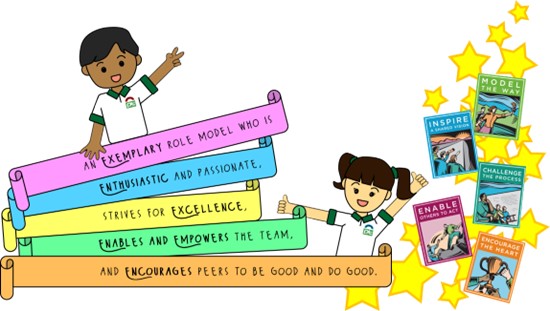 AN EXEMPLARY ROLE MODEL WHO IS
ENTHUSIASTIC AND PASSIONATE,
STRIVES FOR EXCELLENCE,
ENABLES AND EMPOWERS THE TEAM,
AND ENCOURAGES PEERS TO BE GOOD AND DO GOOD.
MODEL
THE WAY
INSPIRE
A SHARED VISION
CHALLENGE
THE PROCESS
ENABLE
OTHERS TO ACT
ENCOURAGE
THE HEART